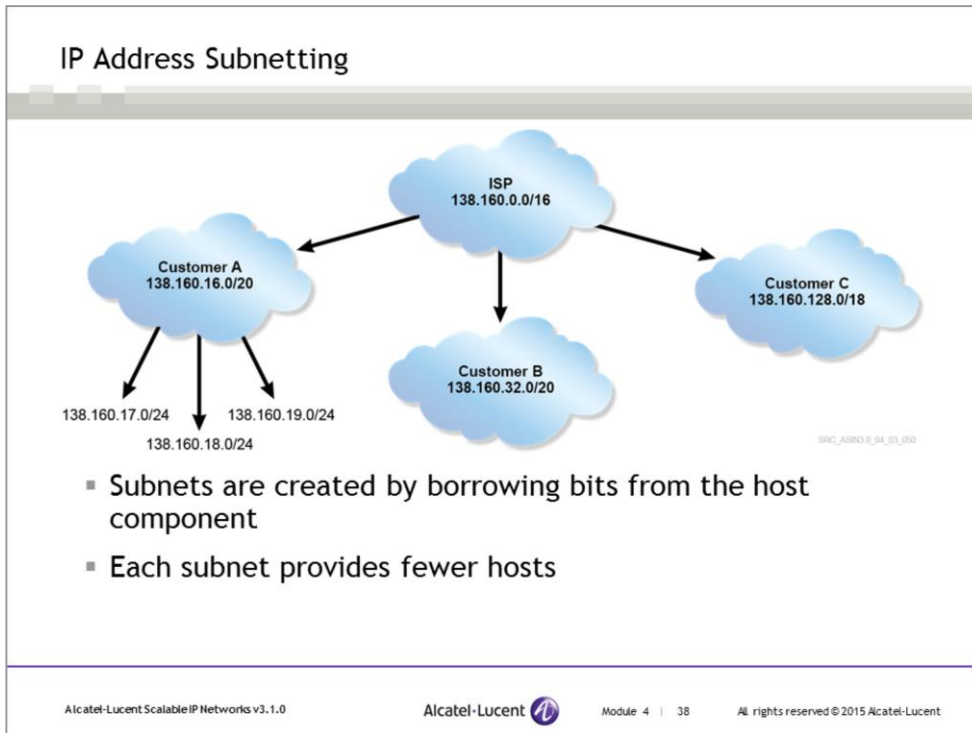 IP Address Subnetting
ISP
138.160.0.0/16
Customer A
138.160.16.0/20
Customer C
138.160.128.0/18
Customer B
138.160.32.0/20
138.160.17.0/24
138.160.19.0/24
138.160.18.0/24
SRC_ASIN3.0_04_03_050
Subnets are created by borrowing bits from the host
component
Each subnet provides fewer hosts
Alcatel-Lucent Scalable IP Networks v3.1.0
Alcatel·Lucent
Module 4 | 38
All rights reserved © 2015 Alcatel-Lucent